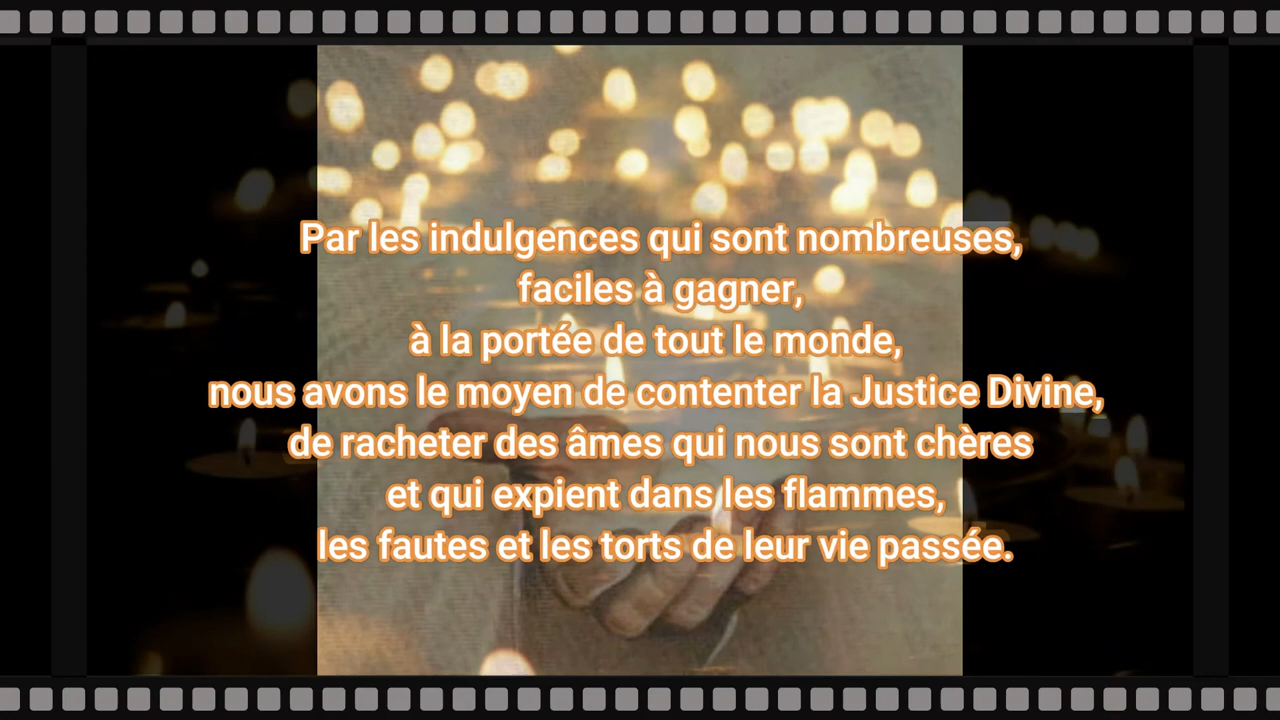 Par les indulgences qui sont nombreuses,
faciles à gagner,
à la portée de tout le monde,
nous avons le moyen de contenter la Justice Divine,
de racheter des âmes qui nous sont chères
et qui expient dans les flammes,
les fautes et les torts de leur vie passée.